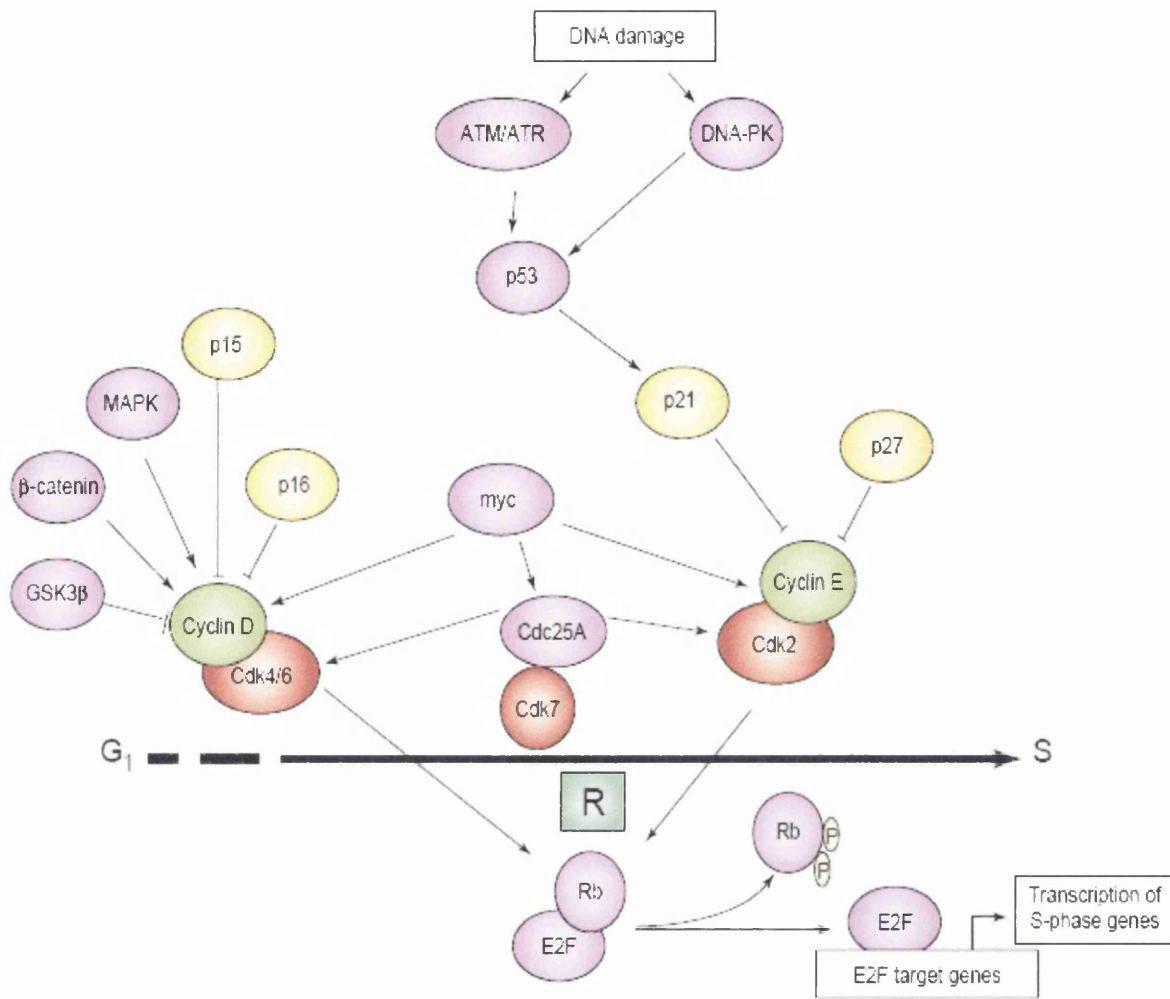 DNA damage
ATM/ATR
DNA-PK
p53
p15
MAPK
p21
p27
β-catenin
p16
myc
GSK3β
Cyclin D
Cdk4/6
Cdc25A
Cdk7
Cyclin E
Cdk2
G1
S
R
Rb
P
P
Rb
E2F
E2F
Transcription of
S-phase genes
E2F target genes